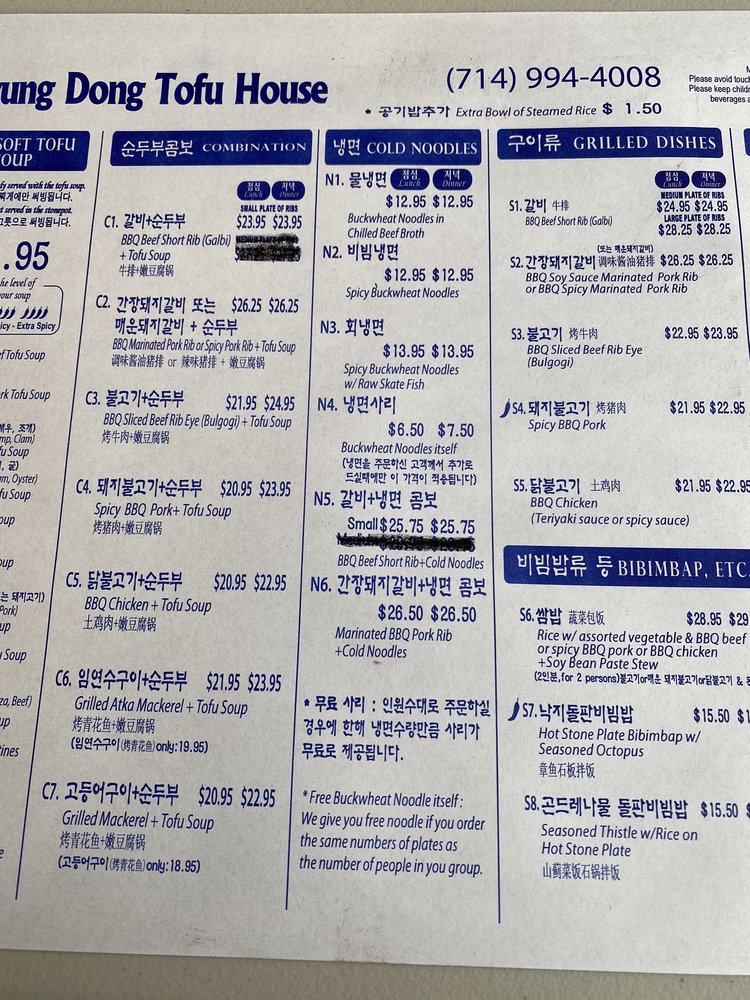 Dong Tofu House
(714) 994-4008
* 공기밥추가 Extra Bowl of Steamed Rice $ 1.50
Please avoid touch
Please keep childr
beverages a
SOFT TOFU
OUP
served with the tofu soup.
찌개에만 써빙됩니다.
served in the stonepot.
그릇으로 써빙됩니다.
.95
the level of
your soup
icy - Extra Spicy
f Tofu Soup
rk Tofu Soup
새우, 조개)
mp, Clam)
fu Soup
굴)
m, Oyster)
fu Soup
oup
oup
는 돼지고기)
Pork)
up
Soup
za, Beef)
up
tines
순두부콤보 COMBINATION
점심 Lunch 저녁 Dinner
SMALL PLATE OF RIBS
C1. 갈비+순두부 $23.95 $23.95
BBQ Beef Short Rib (Galbi)
+ Tofu Soup
牛排+嫩豆腐锅
C2. 간장돼지갈비 또는 $26.25 $26.25
매운돼지갈비 + 순두부
BBQ Marinated Pork Rib or Spicy Pork Rib + Tofu Soup
调味酱油猪排 or 辣味猪排 + 嫩豆腐锅
C3. 불고기+순두부 $21.95 $24.95
BBQ Sliced Beef Rib Eye (Bulgogi) + Tofu Soup
烤牛肉+嫩豆腐锅
C4. 돼지불고기+순두부 $20.95 $23.95
Spicy BBQ Pork+ Tofu Soup
烤猪肉+嫩豆腐锅
C5. 닭불고기+순두부 $20.95 $22.95
BBQ Chicken + Tofu Soup
土鸡肉+嫩豆腐锅
C6. 임연수구이+순두부 $21.95 $23.95
Grilled Atka Mackerel + Tofu Soup
烤青花鱼+嫩豆腐锅
(임연수구이(烤青花鱼)only:19.95)
C7. 고등어구이+순두부 $20.95 $22.95
Grilled Mackerel + Tofu Soup
烤青花鱼+嫩豆腐锅
(고등어구이(烤青花鱼)only:18.95)
냉면 COLD NOODLES
N1. 물냉면 점심 Lunch 저녁 Dinner
$12.95 $12.95
Buckwheat Noodles in
Chilled Beef Broth
N2. 비빔냉면
$12.95 $12.95
Spicy Buckwheat Noodles
N3. 회냉면
$13.95 $13.95
Spicy Buckwheat Noodles
w/ Raw Skate Fish
N4. 냉면사리
$6.50 $7.50
Buckwheat Noodles itself
(냉면을 주문하신 고객께서 추가로
드실때에만 이 가격이 적용됩니다)
N5. 갈비+냉면 콤보
Small $25.75 $25.75
BBQ Beef Short Rib+Cold Noodles
N6. 간장돼지갈비+냉면 콤보
$26.50 $26.50
Marinated BBQ Pork Rib
+Cold Noodles
* 무료 사리 : 인원수대로 주문하실
경우에 한해 냉면수량만큼 사리가
무료로 제공됩니다.
* Free Buckwheat Noodle itself :
We give you free noodle if you order
the same numbers of plates as
the number of people in you group.
구이류 GRILLED DISHES
점심 Lunch 저녁 Dinner
MEDIUM PLATE OF RIBS
S1. 갈비 牛排 $24.95 $24.95
BBQ Beef Short Rib (Galbi) LARGE PLATE OF RIBS
$28.25 $28.25
(또는 매운돼지갈비)
S2. 간장돼지갈비 调味酱油猪排 $26.25 $26.25
BBQ Soy Sauce Marinated Pork Rib
or BBQ Spicy Marinated Pork Rib
S3. 불고기 烤牛肉 $22.95 $23.95
BBQ Sliced Beef Rib Eye
(Bulgogi)
S4. 돼지불고기 烤猪肉 $21.95 $22.95
Spicy BBQ Pork
S5. 닭불고기 土鸡肉 $21.95 $22.95
BBQ Chicken
(Teriyaki sauce or spicy sauce)
비빔밥류 등 BIBIMBAP, ETC.
S6. 쌈밥 蔬菜包饭 $28.95 $29
Rice w/ assorted vegetable & BBQ beef
or spicy BBQ pork or BBQ chicken
+Soy Bean Paste Stew
(2인분, for 2 persons)불고기or매운 돼지불고기or닭불고기 &
S7. 낙지돌판비빔밥 $15.50 $1
Hot Stone Plate Bibimbap w/
Seasoned Octopus
章鱼石板拌饭
S8. 곤드레나물 돌판비빔밥 $15.50 $
Seasoned Thistle w/Rice on
Hot Stone Plate
山蓟菜饭石锅拌饭